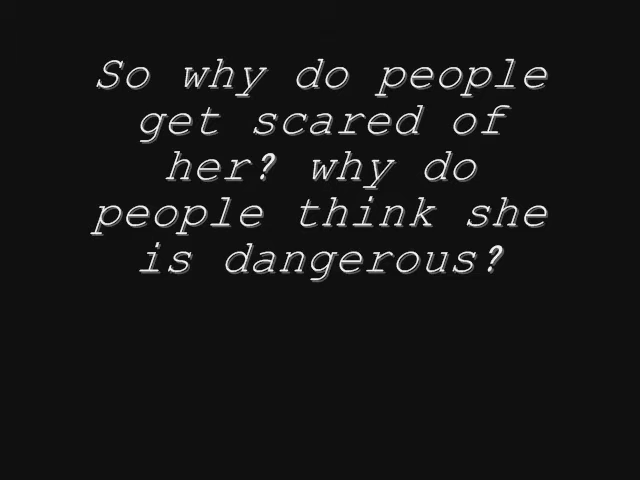 So why do people
get scared of
her? why do
people think she
is dangerous?